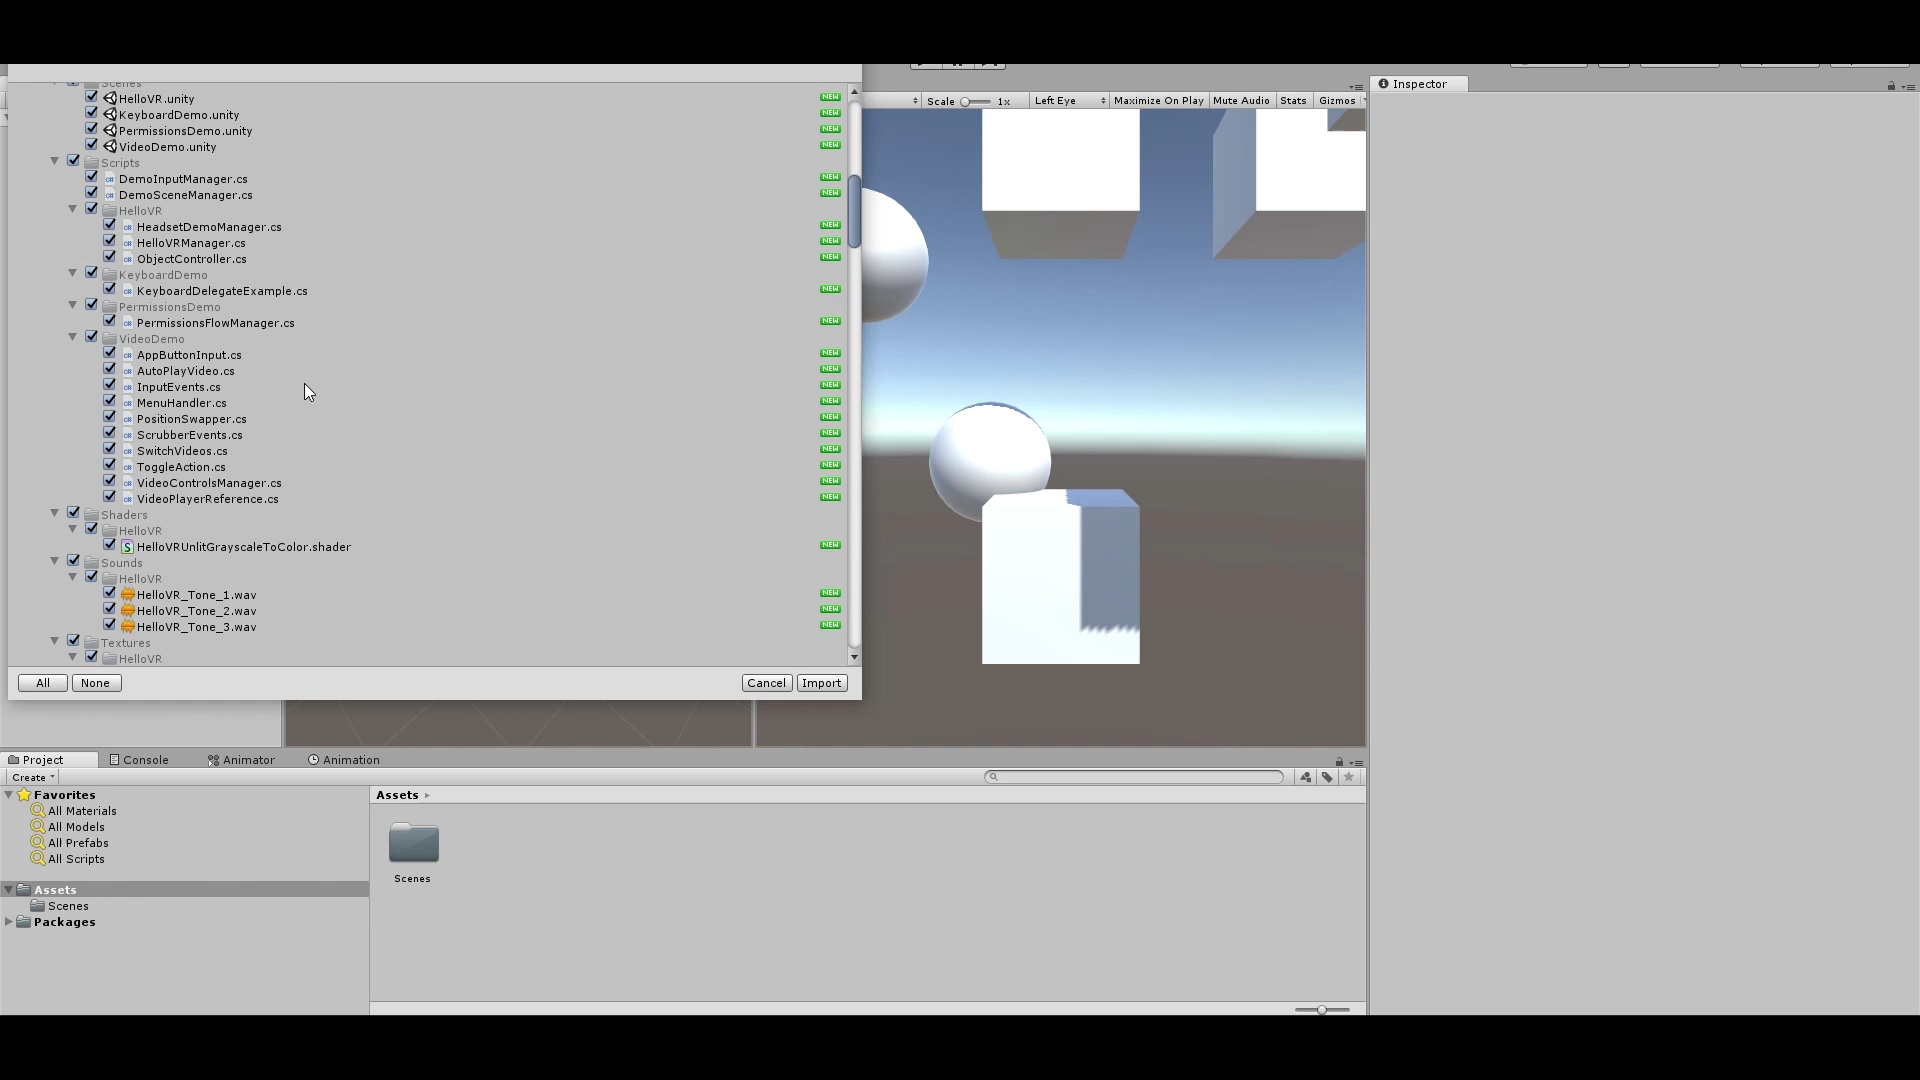 Scenes
HelloVR.unity NEW
KeyboardDemo.unity NEW
PermissionsDemo.unity NEW
VideoDemo.unity NEW
Scripts
DemoInputManager.cs NEW
DemoSceneManager.cs NEW
HelloVR
HeadsetDemoManager.cs NEW
HelloVRManager.cs NEW
ObjectController.cs NEW
KeyboardDemo
KeyboardDelegateExample.cs NEW
PermissionsDemo
PermissionsFlowManager.cs NEW
VideoDemo
AppButtonInput.cs NEW
AutoPlayVideo.cs NEW
InputEvents.cs NEW
MenuHandler.cs NEW
PositionSwapper.cs NEW
ScrubberEvents.cs NEW
SwitchVideos.cs NEW
ToggleAction.cs NEW
VideoControlsManager.cs NEW
VideoPlayerReference.cs NEW
Shaders
HelloVR
HelloVRUnlitGrayscaleToColor.shader NEW
Sounds
HelloVR
HelloVR_Tone_1.wav NEW
HelloVR_Tone_2.wav NEW
HelloVR_Tone_3.wav NEW
Textures
HelloVR
All None Cancel Import
Scale 1x Left Eye Maximize On Play Mute Audio Stats Gizmos
Inspector
Project Console Animator Animation
Create
Favorites
All Materials
All Models
All Prefabs
All Scripts
Assets
Scenes
Packages
Assets
Scenes